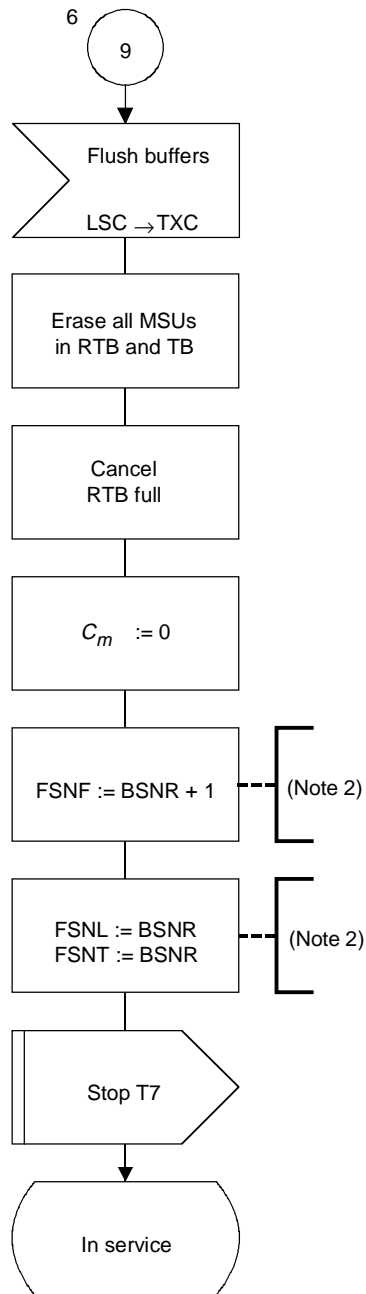 6
9
Flush buffers
LSC → TXC
Erase all MSUs
in RTB and TB
Cancel
RTB full
Cm := 0
FSNF := BSNR + 1
(Note 2)
FSNL := BSNR
FSNT := BSNR
(Note 2)
Stop T7
In service